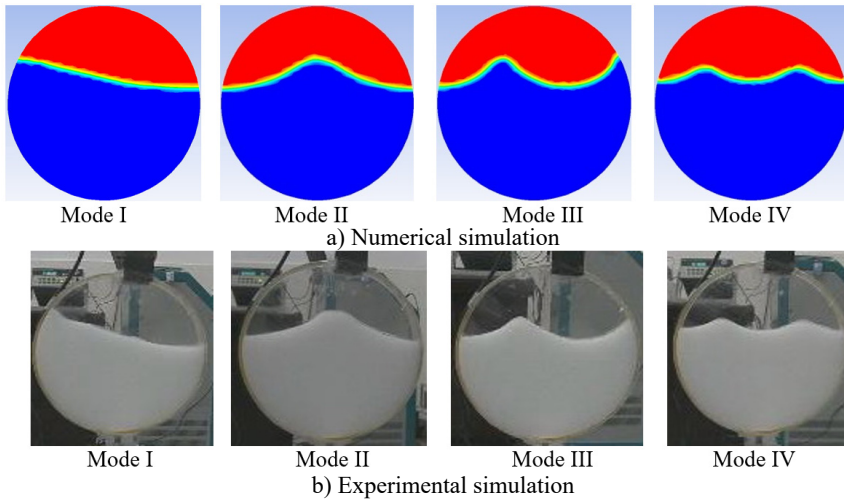 Mode I
Mode II
Mode III
Mode IV
a) Numerical simulation
Mode I
Mode II
Mode III
Mode IV
b) Experimental simulation